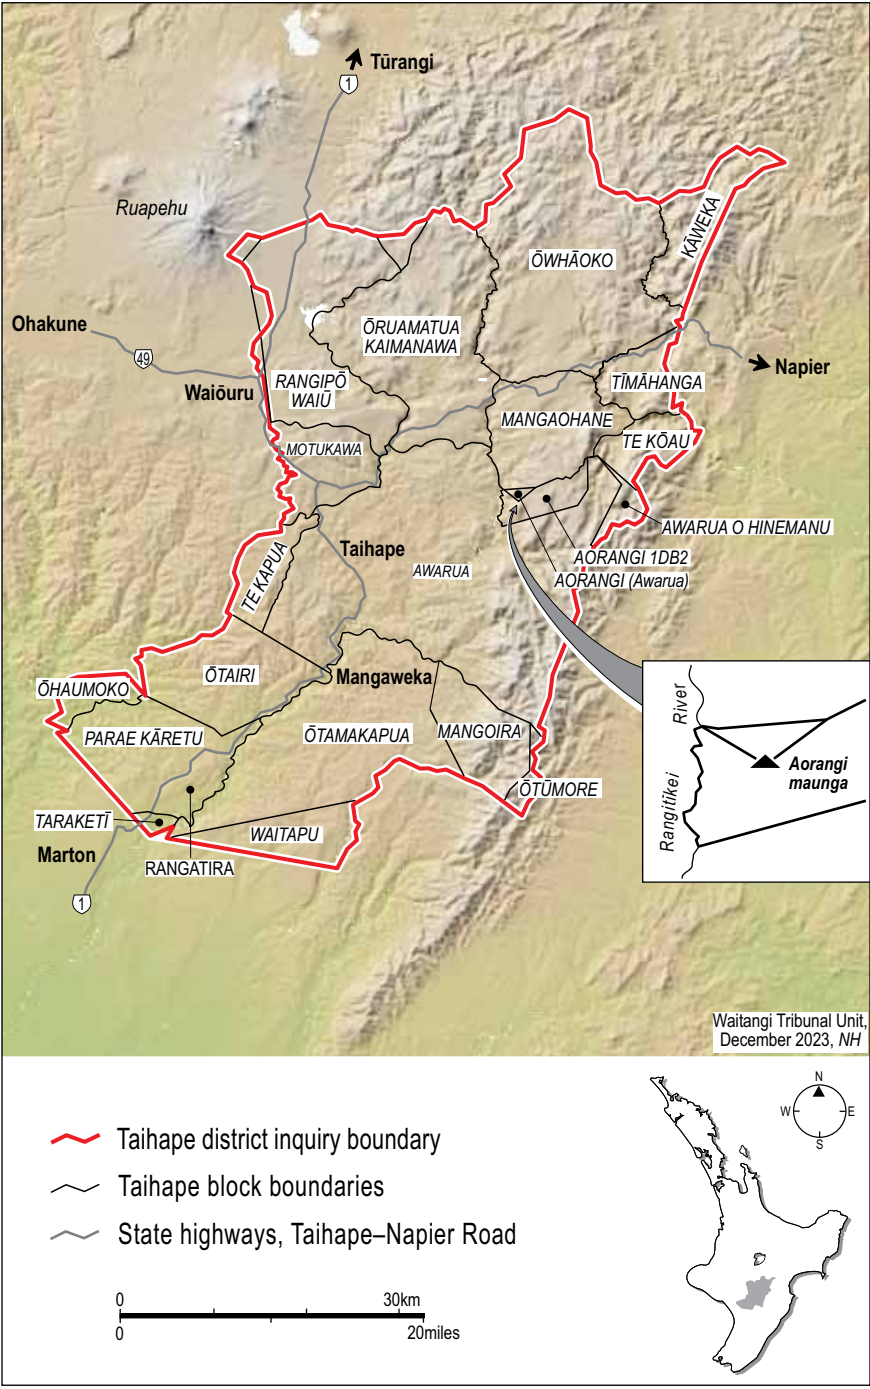 Tūrangi
1
Ruapehu
KĀWEKA
ŌWHĀOKO
Ohakune
49
ŌRUAMATUA
KAIMANAWA
Napier
RANGIPŌ
WAIŪ
TĪMĀHANGA
Waiōuru
MANGAOHANE
TE KŌAU
MOTUKAWA
AWARUA O HINEMANU
Taihape
AORANGI 1DB2
AWARUA
AORANGI (Awarua)
TE KAPUA
ŌTAIRI
Mangaweka
ŌHAUMOKO
PARAE KĀRETU
ŌTAMAKAPUA
MANGOIRA
River
Rangitīkei
Aorangi
maunga
ŌTŪMORE
TARAKETĪ
WAITAPU
Marton
RANGATIRA
1
Waitangi Tribunal Unit,
December 2023, NH
N
W
E
S
Taihape district inquiry boundary
Taihape block boundaries
State highways, Taihape–Napier Road
0
30km
0
20miles